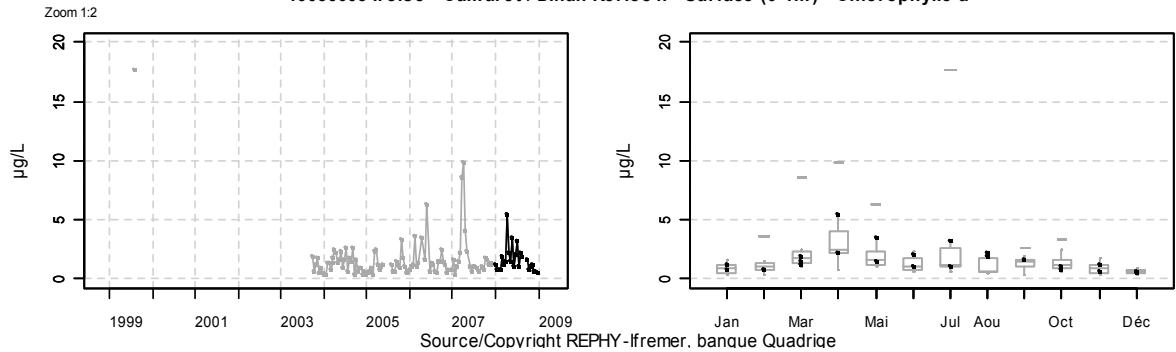 Zoom 1:2
µg/L
20
15
10
5
0
1999 2001 2003 2005 2007 2009
µg/L
20
15
10
5
0
Jan Mar Mai Jul Aou Oct Déc
Source/Copyright REPHY-Ifremer, banque Quadrige